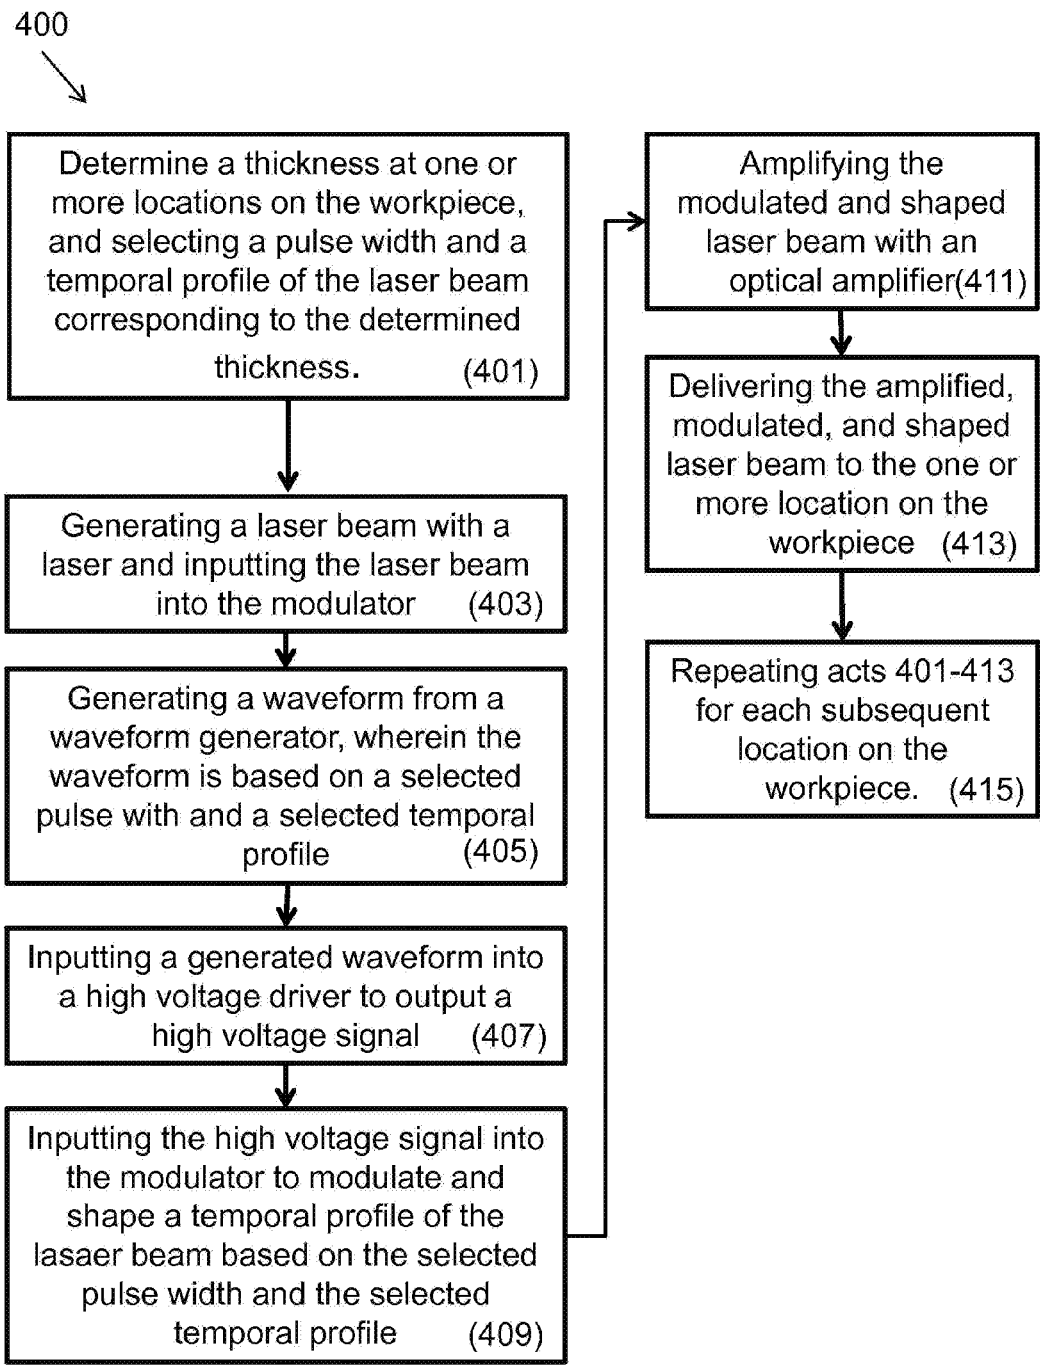 400
Determine a thickness at one or
more locations on the workpiece,
and selecting a pulse width and a
temporal profile of the laser beam
corresponding to the determined
thickness. (401)
Generating a laser beam with a
laser and inputting the laser beam
into the modulator (403)
Generating a waveform from a
waveform generator, wherein the
waveform is based on a selected
pulse with and a selected temporal
profile (405)
Inputting a generated waveform into
a high voltage driver to output a
high voltage signal (407)
Inputting the high voltage signal into
the modulator to modulate and
shape a temporal profile of the
lasaer beam based on the selected
pulse width and the selected
temporal profile (409)
Amplifying the
modulated and shaped
laser beam with an
optical amplifier(411)
Delivering the amplified,
modulated, and shaped
laser beam to the one or
more location on the
workpiece (413)
Repeating acts 401-413
for each subsequent
location on the
workpiece. (415)